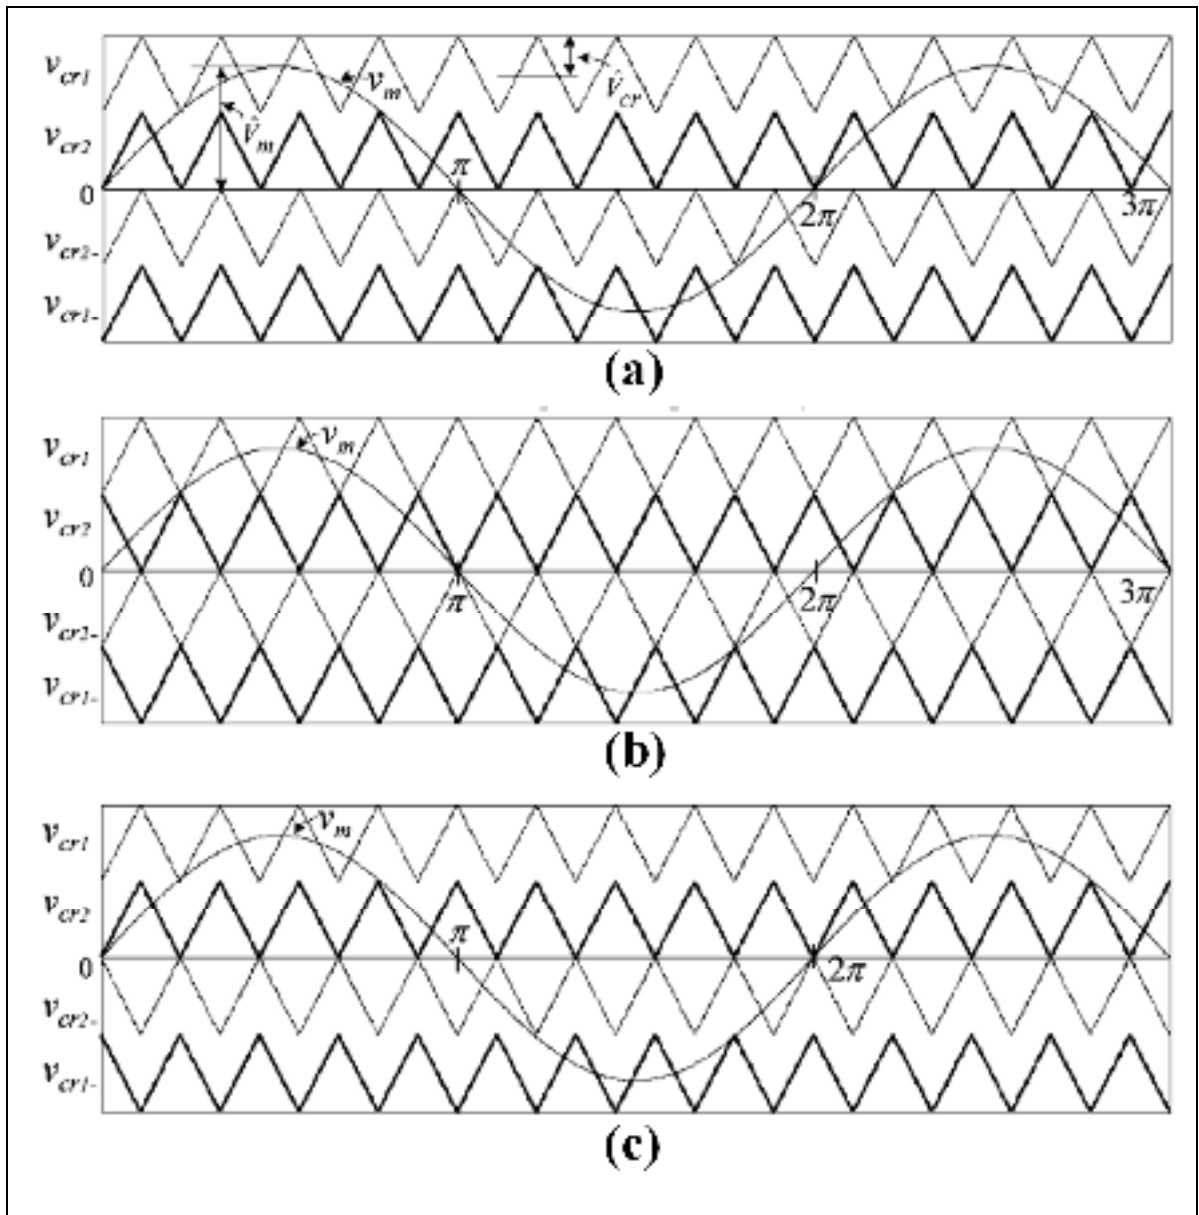 v_cr1
v_m
V̂_cr
v_cr2
V̂_m
π
0
2π
3π
v_cr2-
v_cr1-
(a)
v_cr1
v_m
v_cr2
0
π
2π
3π
v_cr2-
v_cr1-
(b)
v_cr1
v_m
v_cr2
π
0
2π
v_cr2-
v_cr1-
(c)